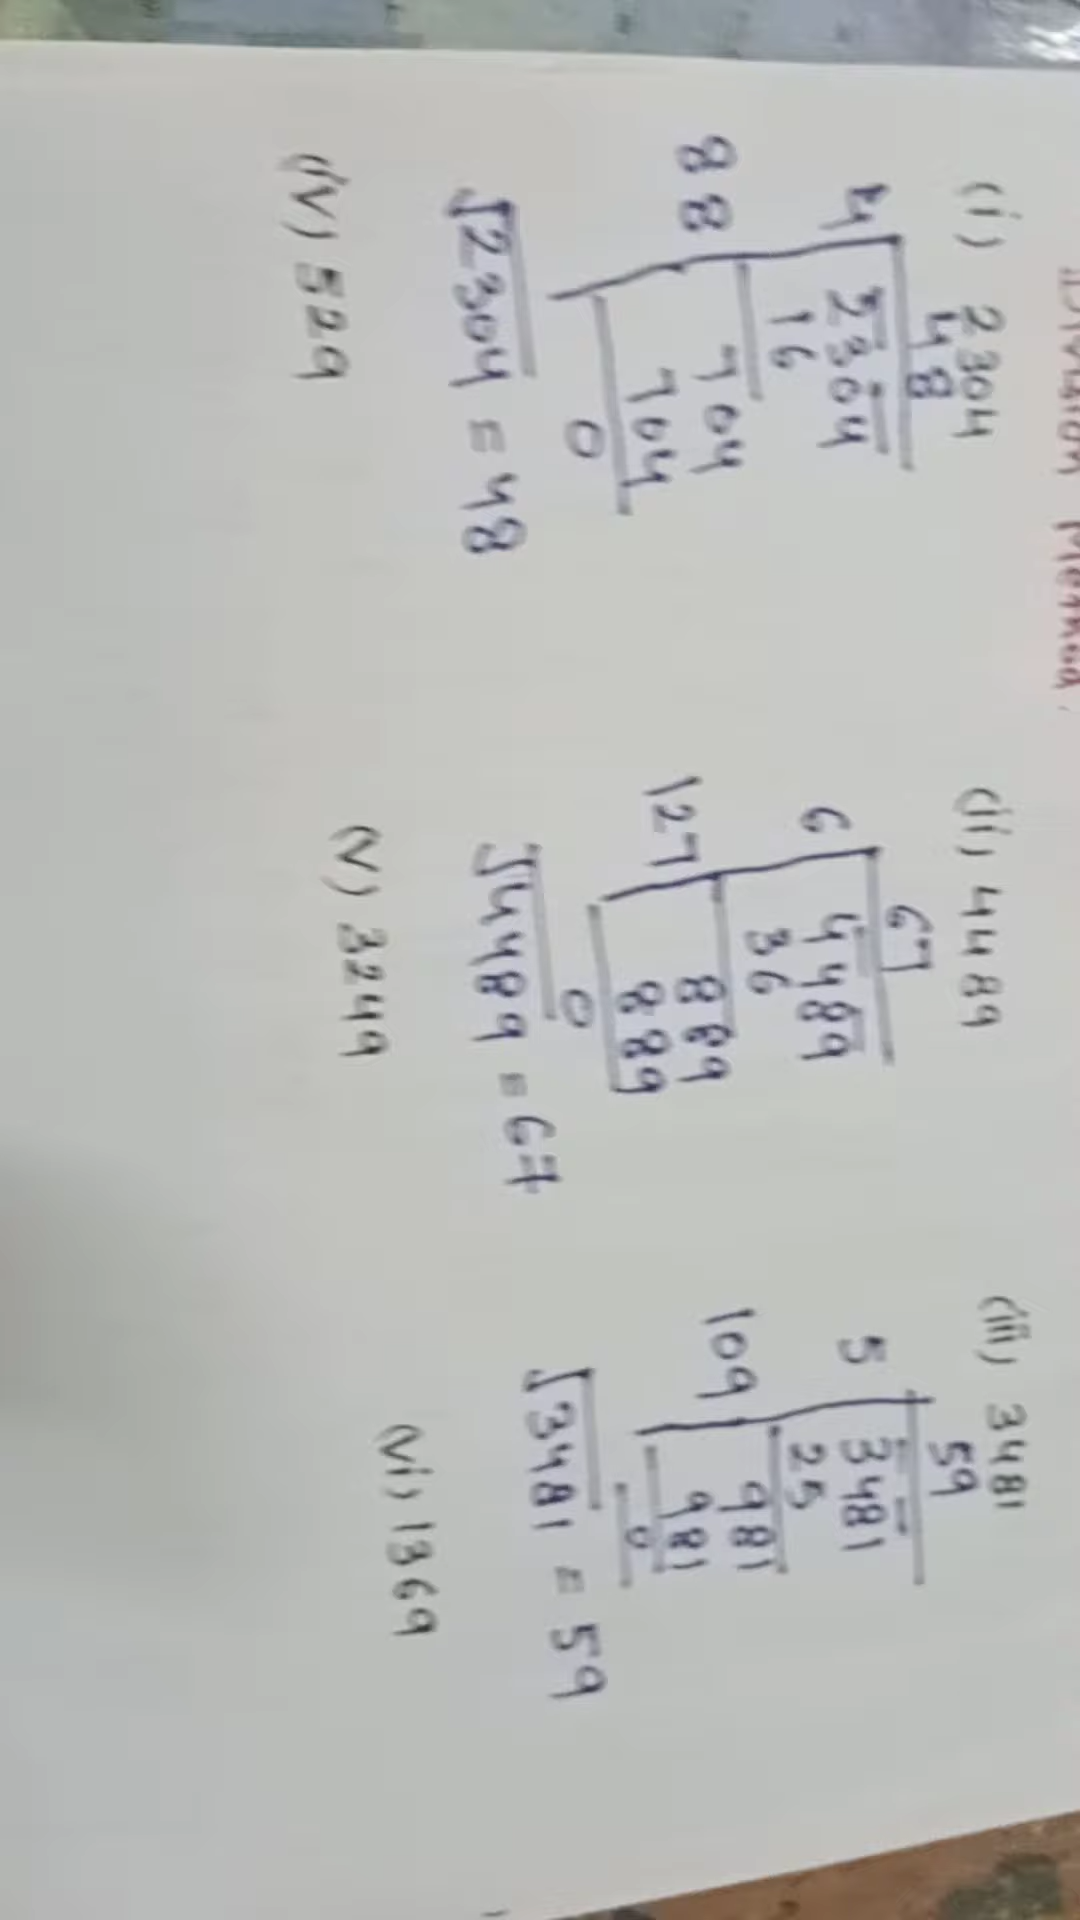 Division Method.
(i) 2304 (ii) 4489 (iii) 3481
48 67 59
4 2304 6 4489 5 3481
16 36 25
88 704 127 889 109 981
704 889 981
0 0 0
√2304 = 48 √4489 = 67 √3481 = 59
(iv) 529 (v) 3249 (vi) 1369